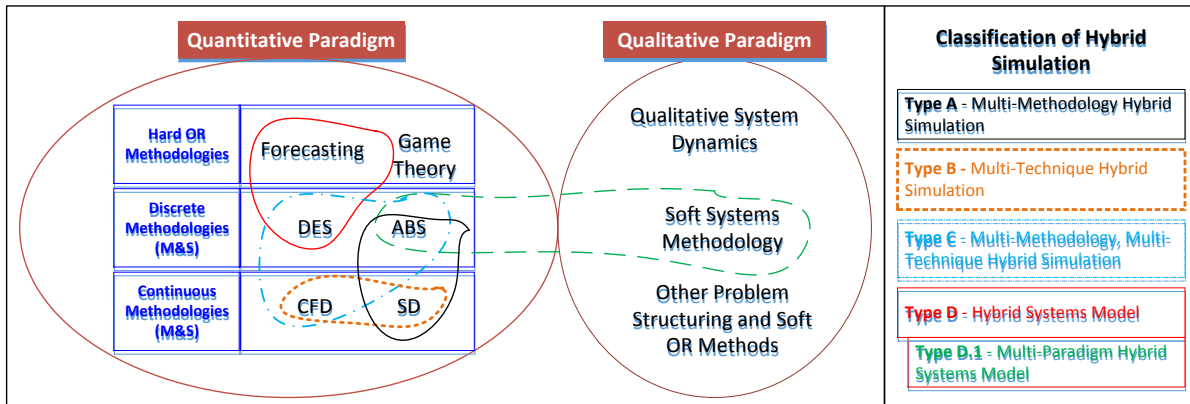 Quantitative Paradigm
Qualitative Paradigm
Hard OR
Methodologies
Forecasting
Game
Theory
Discrete
Methodologies
(M&S)
DES
ABS
Continuous
Methodologies
(M&S)
CFD
SD
Qualitative System
Dynamics
Soft Systems
Methodology
Other Problem
Structuring and Soft
OR Methods
Classification of Hybrid
Simulation
Type A - Multi-Methodology Hybrid
Simulation
Type B - Multi-Technique Hybrid
Simulation
Type C - Multi-Methodology, Multi-
Technique Hybrid Simulation
Type D - Hybrid Systems Model
Type D.1 - Multi-Paradigm Hybrid
Systems Model